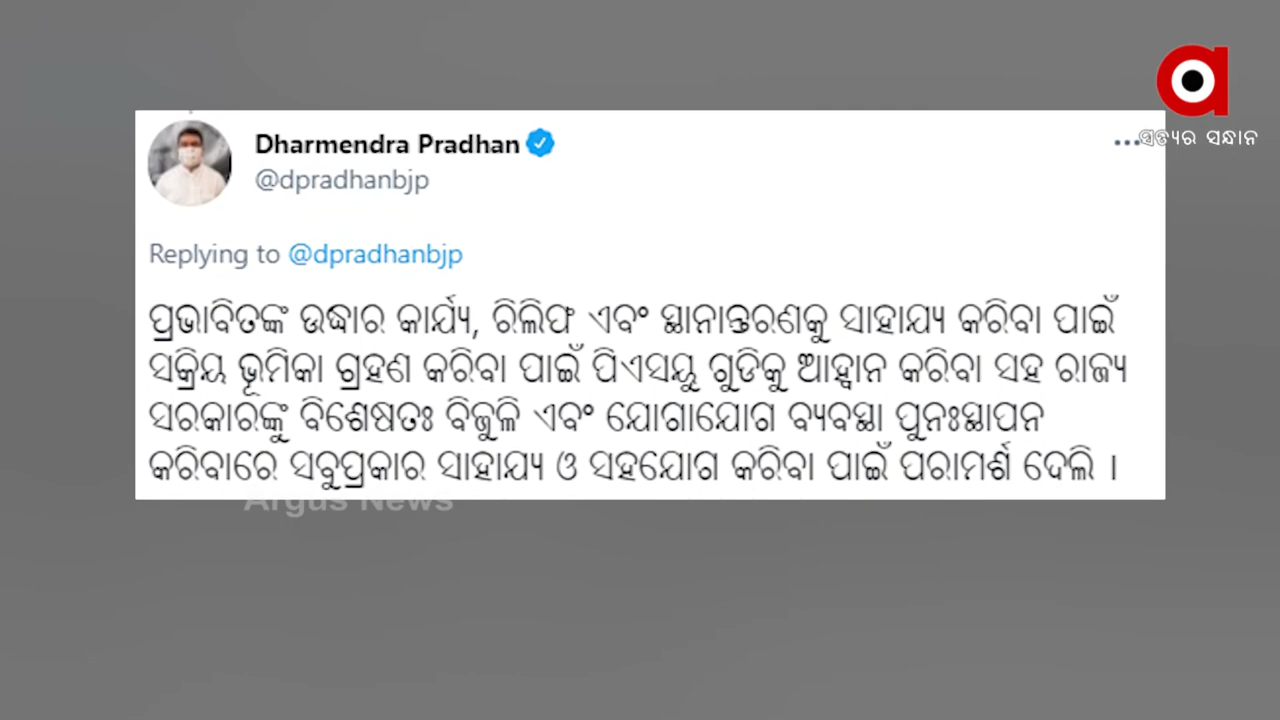 Dharmendra Pradhan
@dpradhanbjp
ସତ୍ୟର ସନ୍ଧାନ
Replying to @dpradhanbjp
ପ୍ରଭାବିତଙ୍କ ଉଦ୍ଧାର କାର୍ଯ୍ୟ, ରିଲିଫ ଏବଂ ସ୍ଥାନାନ୍ତରଣକୁ ସାହାଯ୍ୟ କରିବା ପାଇଁ
ସକ୍ରିୟ ଭୂମିକା ଗ୍ରହଣ କରିବା ପାଇଁ ପିଏସୟୁ ଗୁଡିକୁ ଆହ୍ୱାନ କରିବା ସହ ରାଜ୍ୟ
ସରକାରଙ୍କୁ ବିଶେଷତଃ ବିଜୁଳି ଏବଂ ଯୋଗାଯୋଗ ବ୍ୟବସ୍ଥା ପୁନଃସ୍ଥାପନ
କରିବାରେ ସବୁପ୍ରକାର ସାହାଯ୍ୟ ଓ ସହଯୋଗ କରିବା ପାଇଁ ପରାମର୍ଶ ଦେଲି ।
Argus News